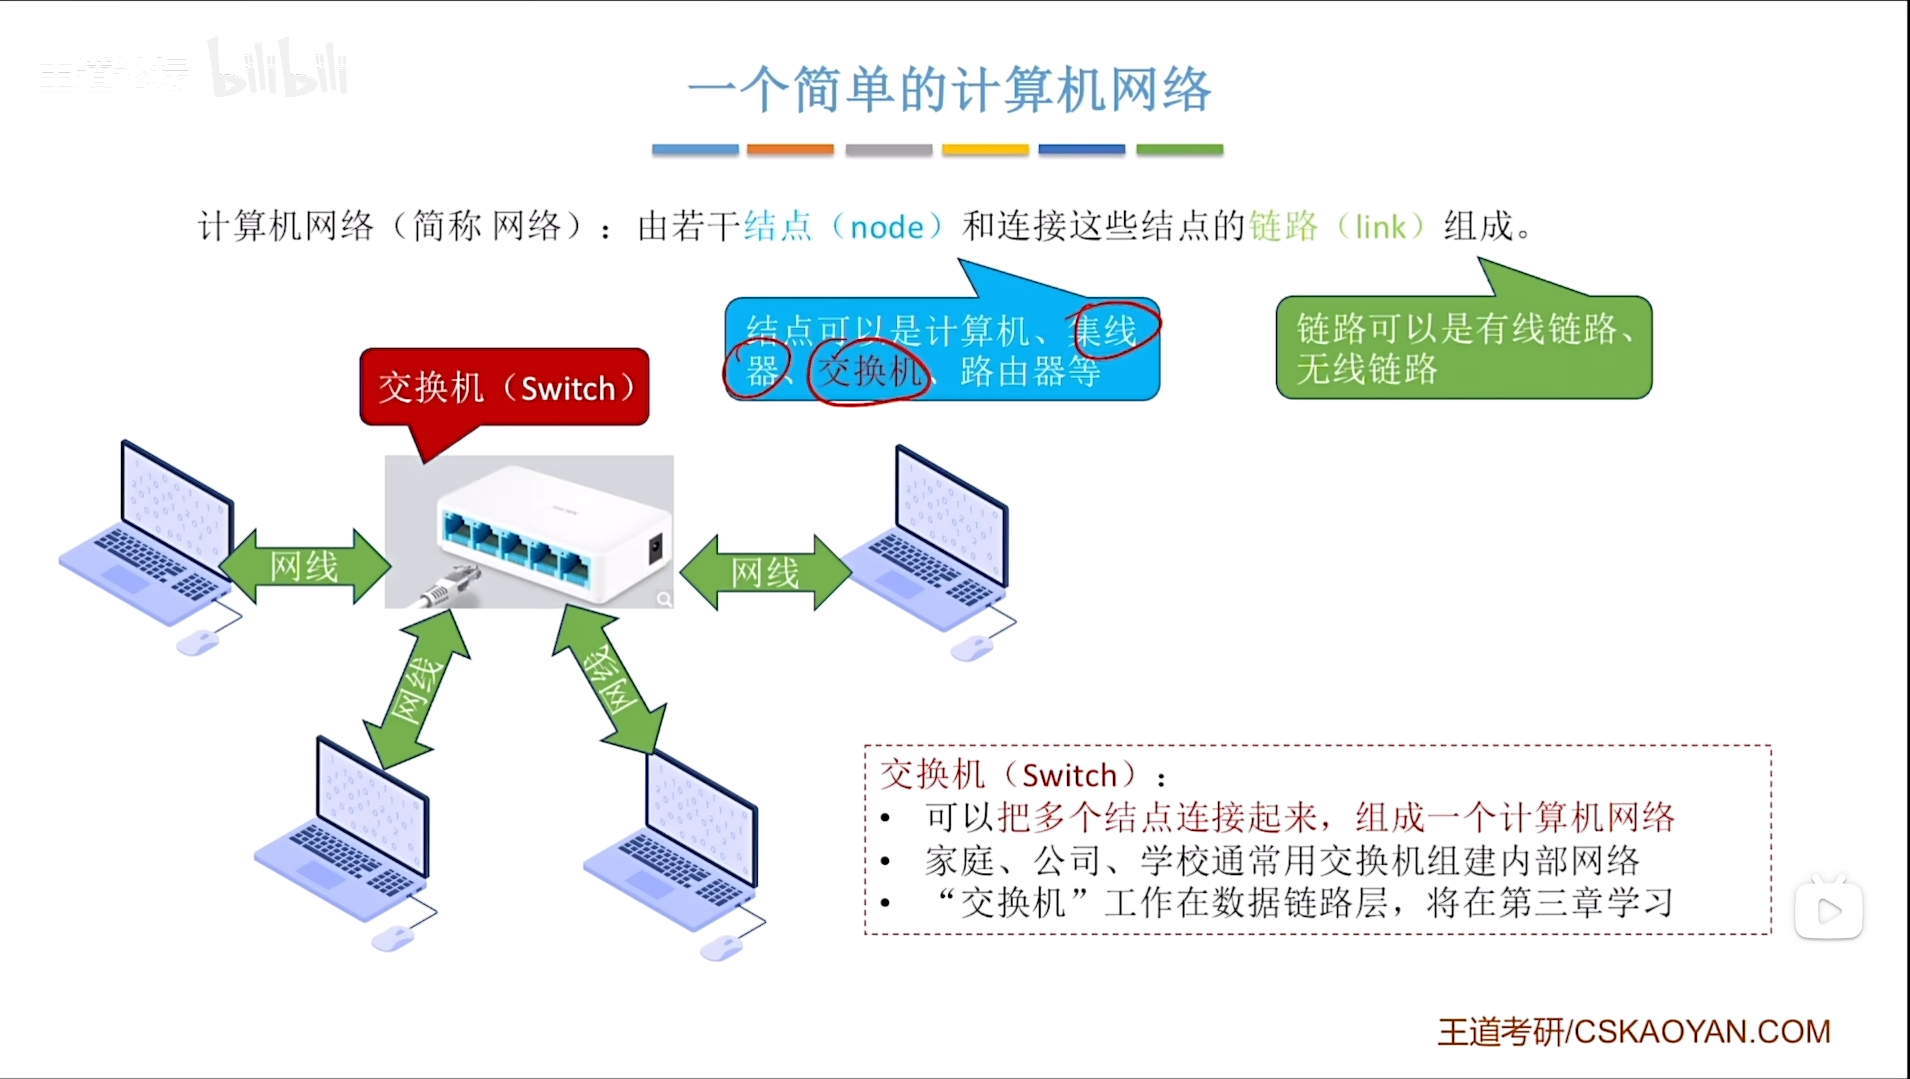 bilibili
一个简单的计算机网络
计算机网络（简称 网络）：由若干结点（node）和连接这些结点的链路（link）组成。
结点可以是计算机、集线
器、交换机、路由器等
链路可以是有线链路、
无线链路
交换机（Switch）
网线
网线
网线
网线
交换机（Switch）：
• 可以把多个结点连接起来，组成一个计算机网络
• 家庭、公司、学校通常用交换机组建内部网络
• “交换机”工作在数据链路层，将在第三章学习
王道考研/CSKAOYAN.COM